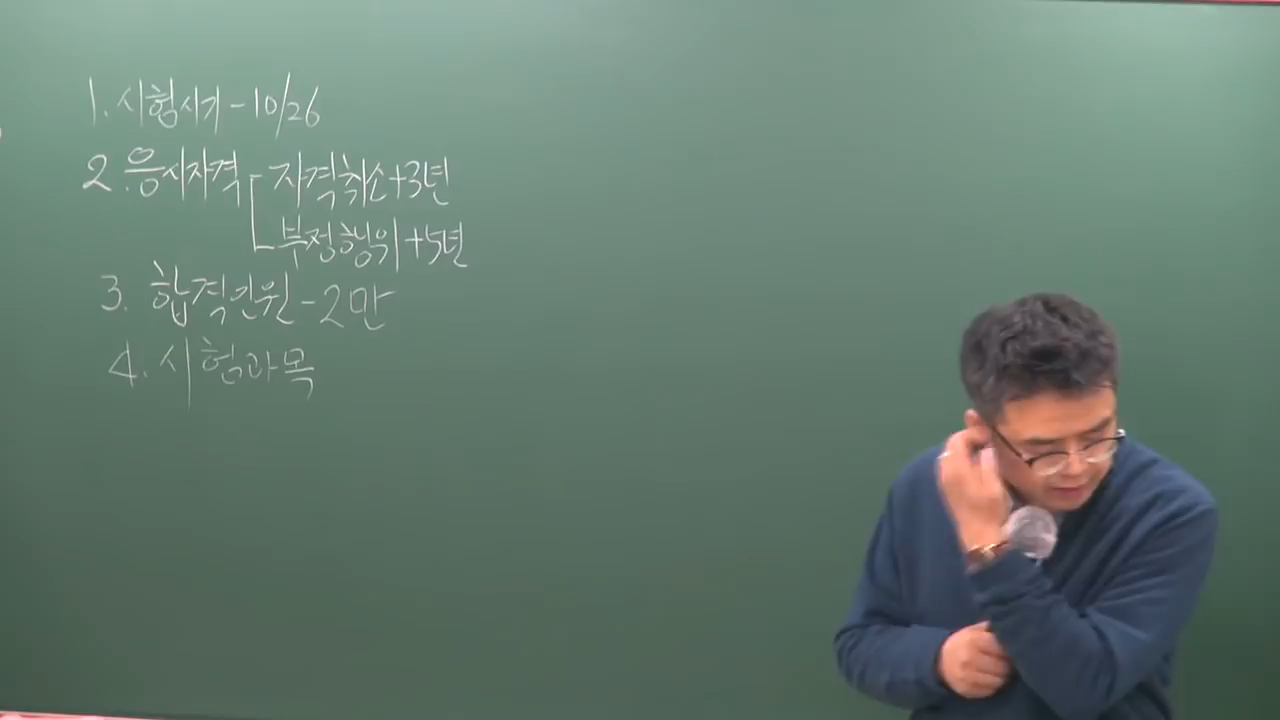 1. 시험시기 - 10/26
2. 응시자격 - 자격취소+3년
부정행위+5년
3. 합격인원 - 2만
4. 시험과목